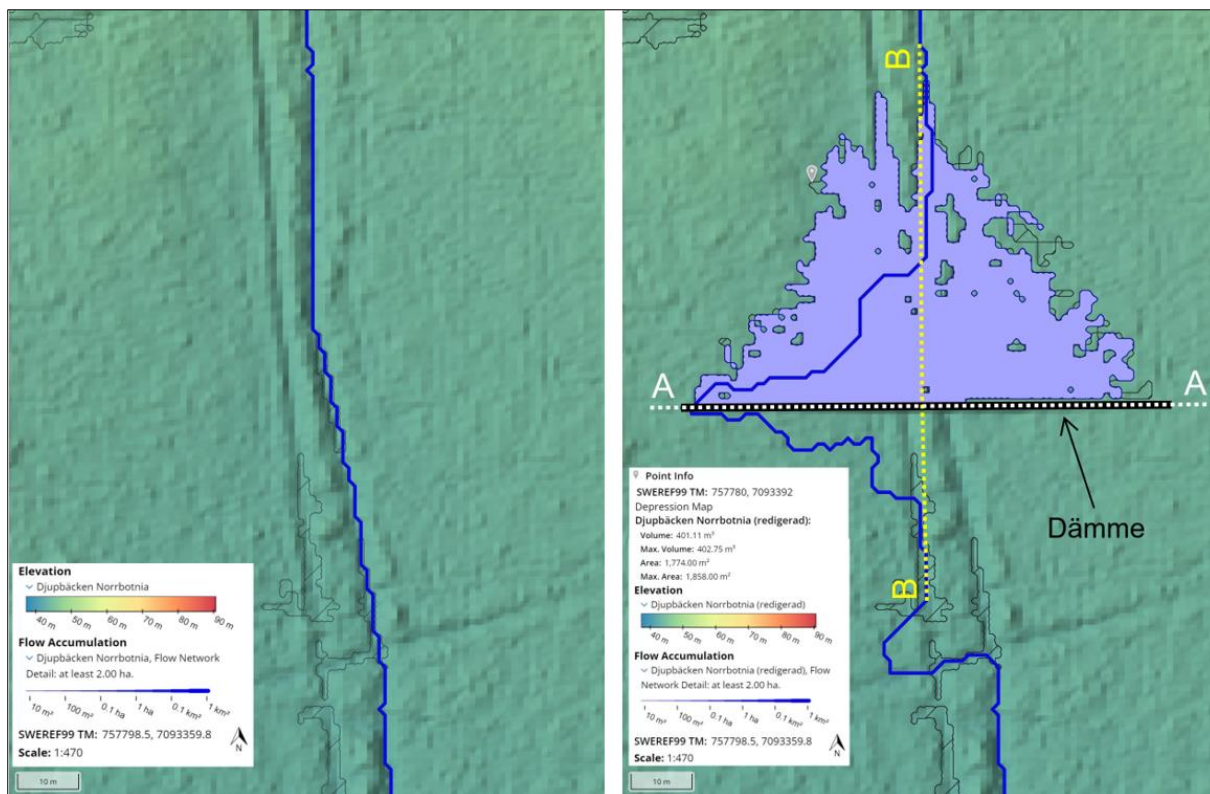 Elevation
Djupbäcken Norrbotnia
40 m 50 m 60 m 70 m 80 m 90 m
Flow Accumulation
Djupbäcken Norrbotnia, Flow Network
Detail: at least 2.00 ha.
10 m² 100 m² 0.1 ha 1 ha 0.1 km² 1 km²
SWEREF99 TM: 757798.5, 7093359.8
Scale: 1:470
N
10 m
B
A A
Dämme
B
Point Info
SWEREF99 TM: 757780, 7093392
Depression Map
Djupbäcken Norrbotnia (redigerad):
Volume: 401.11 m³
Max. Volume: 402.75 m³
Area: 1,774.00 m²
Max. Area: 1,858.00 m²
Elevation
Djupbäcken Norrbotnia (redigerad)
40 m 50 m 60 m 70 m 80 m 90 m
Flow Accumulation
Djupbäcken Norrbotnia (redigerad), Flow
Network Detail: at least 2.00 ha.
10 m² 100 m² 0.1 ha 1 ha 0.1 km² 1 km²
SWEREF99 TM: 757798.5, 7093359.8
Scale: 1:470
N
10 m